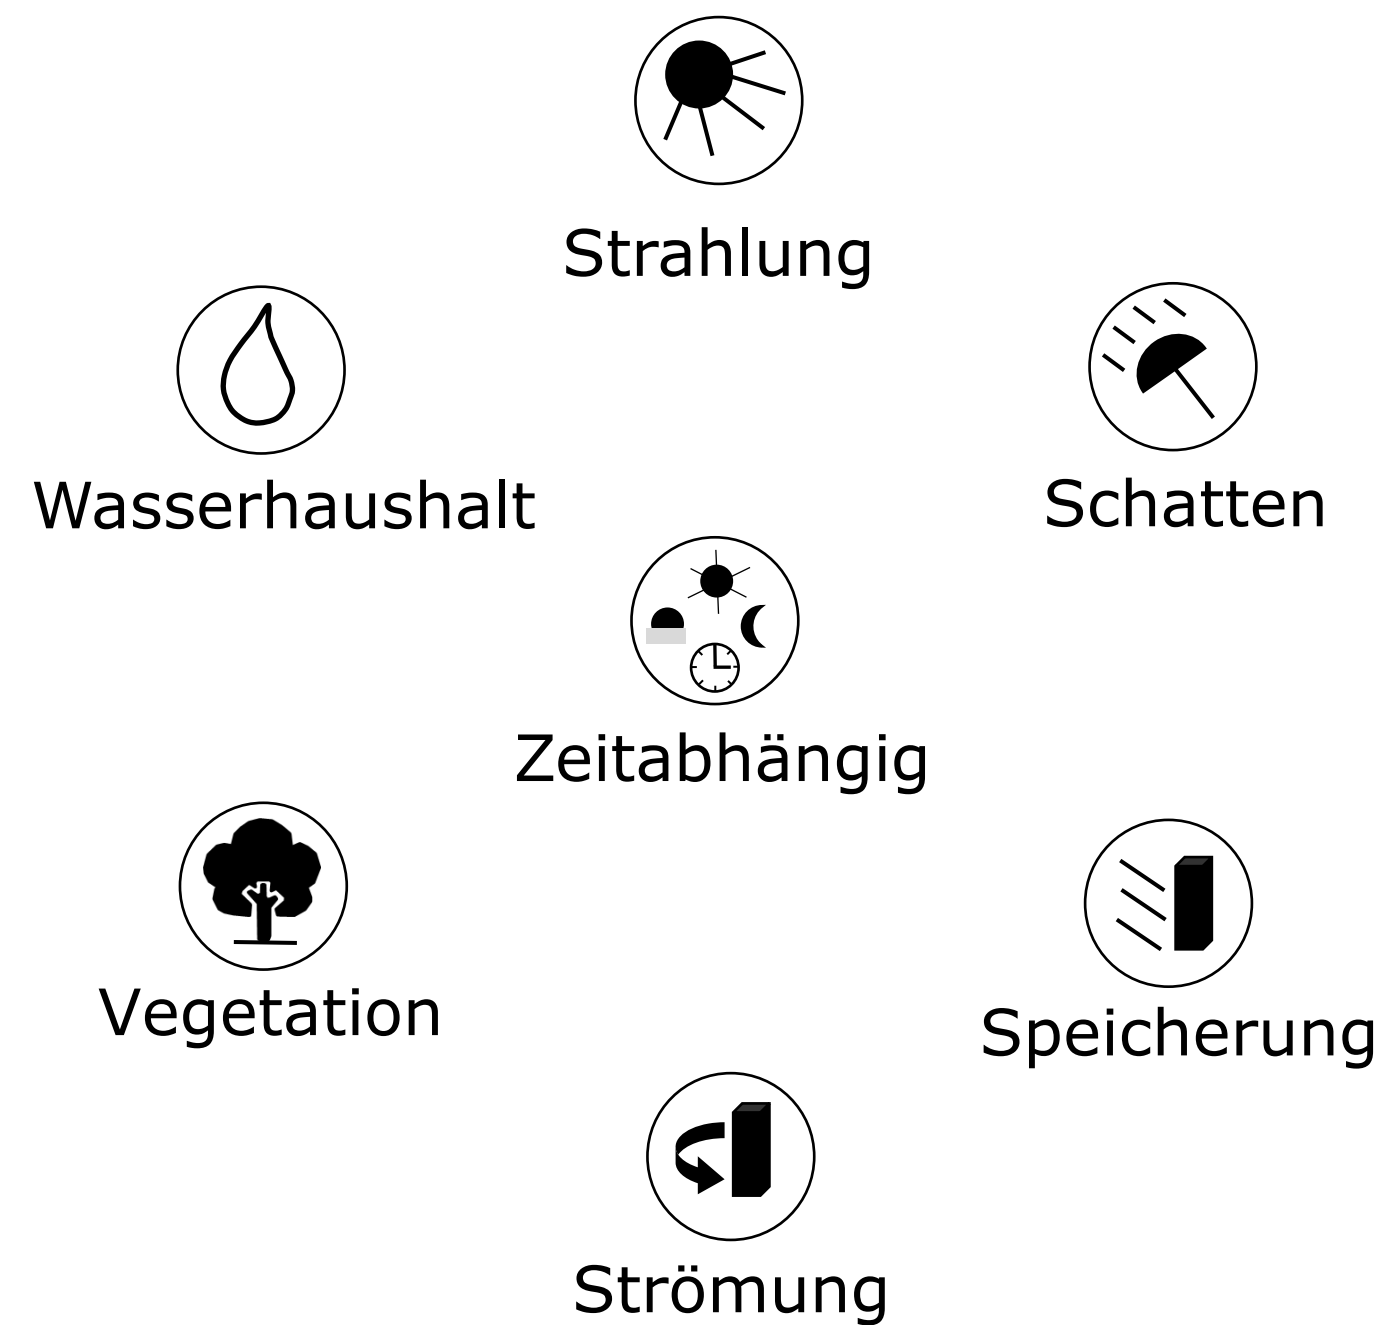 Strahlung
Wasserhaushalt
Schatten
Zeitabhängig
Vegetation
Speicherung
Strömung